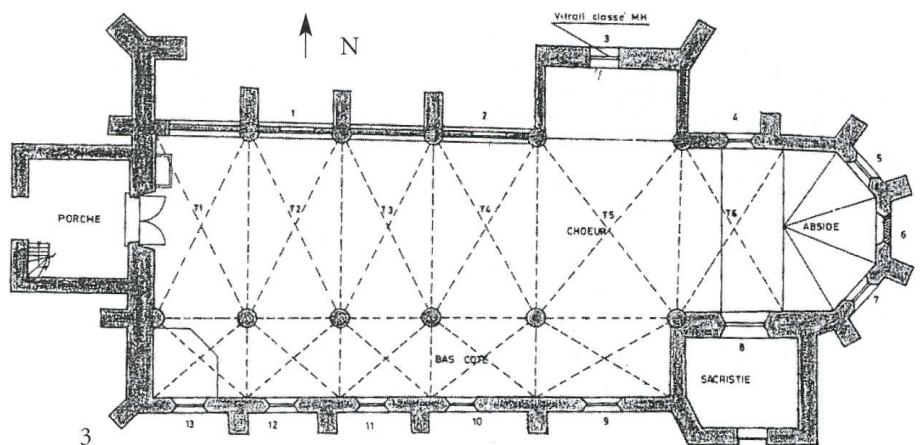 Vitrail classé MH
3
N
1
2
4
5
PORCHE
T1
T2
T3
T4
T5
T6
CHOEUR
ABSIDE
6
7
BAS COTE
8
SACRISTIE
13
12
11
10
9
3